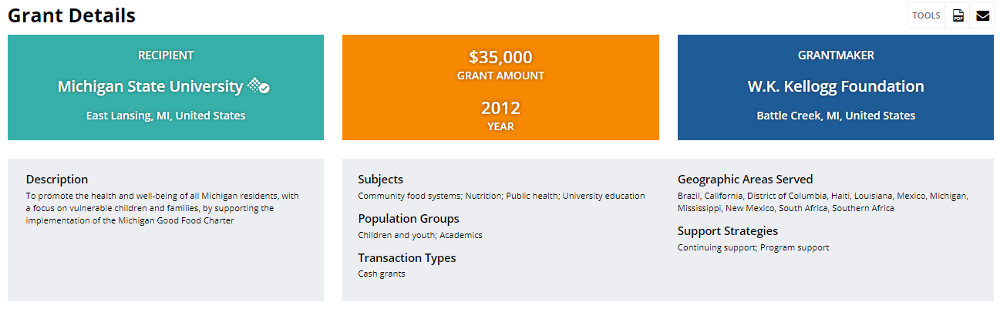 Grant Details
TOOLS
PDF
RECIPIENT
Michigan State University
East Lansing, MI, United States
$35,000
GRANT AMOUNT
2012
YEAR
GRANTMAKER
W.K. Kellogg Foundation
Battle Creek, MI, United States
Description
To promote the health and well-being of all Michigan residents, with
a focus on vulnerable children and families, by supporting the
implementation of the Michigan Good Food Charter
Subjects
Community food systems; Nutrition; Public health; University education
Population Groups
Children and youth; Academics
Transaction Types
Cash grants
Geographic Areas Served
Brazil, California, District of Columbia, Haiti, Louisiana, Mexico, Michigan,
Mississippi, New Mexico, South Africa, Southern Africa
Support Strategies
Continuing support; Program support